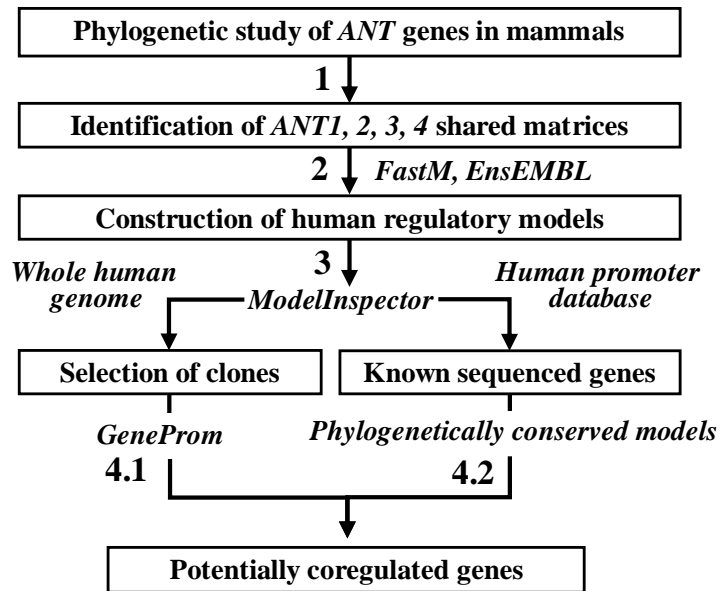 Phylogenetic study of ANT genes in mammals
1
Identification of ANT1, 2, 3, 4 shared matrices
2 FastM, EnsEMBL
Construction of human regulatory models
3
Whole human
genome
ModelInspector
Human promoter
database
Selection of clones
Known sequenced genes
GeneProm
4.1
Phylogenetically conserved models
4.2
Potentially coregulated genes